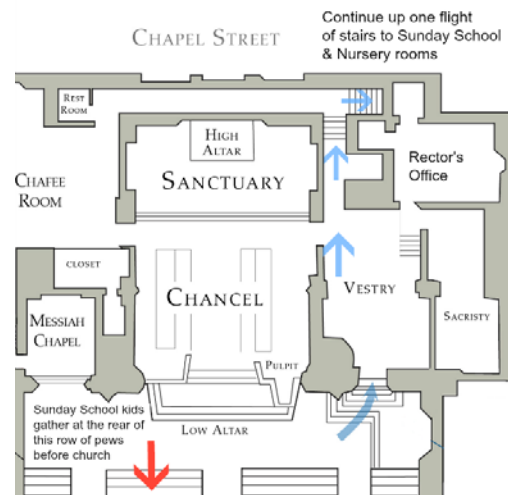 CHAPEL STREET
Continue up one flight
of stairs to Sunday School
& Nursery rooms
REST
ROOM
HIGH
ALTAR
SANCTUARY
Rector's
Office
CHAFEE
ROOM
CLOSET
CHANCEL
VESTRY
MESSIAH
CHAPEL
SACRISTY
PULPIT
LOW ALTAR
Sunday School kids
gather at the rear of
this row of pews
before church